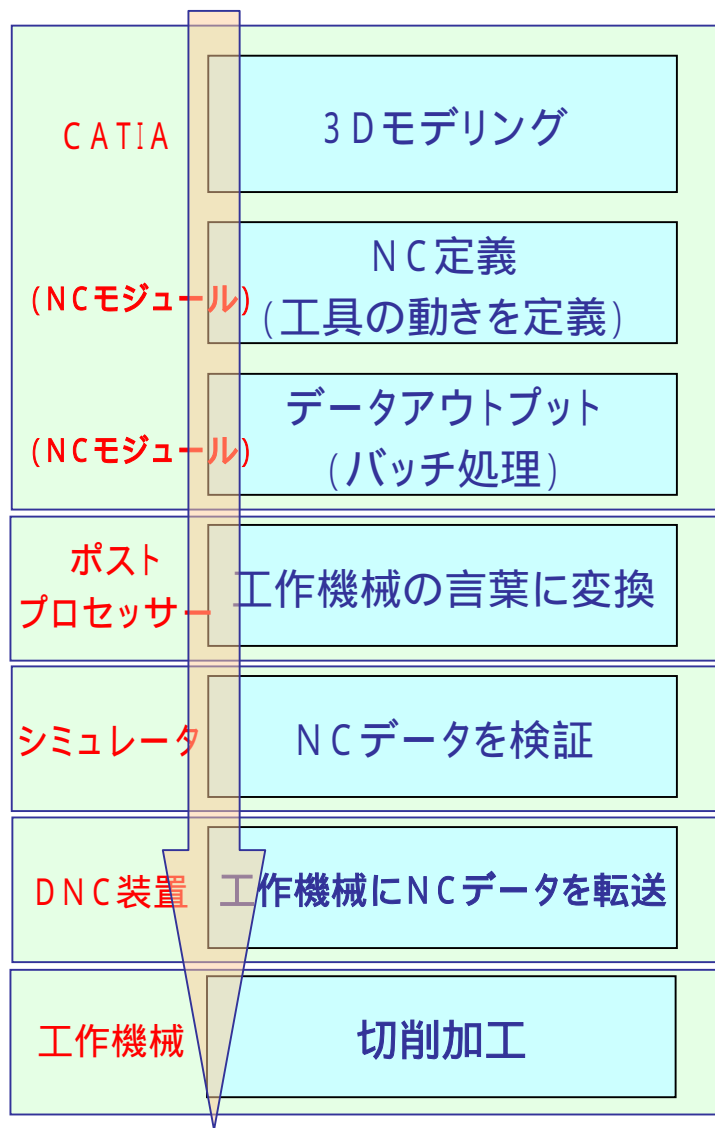 CATIA
3Dモデリング
(NCモジュール)
NC定義
(工具の動きを定義)
(NCモジュール)
データアウトプット
(バッチ処理)
ポスト
プロセッサー
工作機械の言葉に変換
シミュレータ
NCデータを検証
DNC装置
工作機械にNCデータを転送
工作機械
切削加工